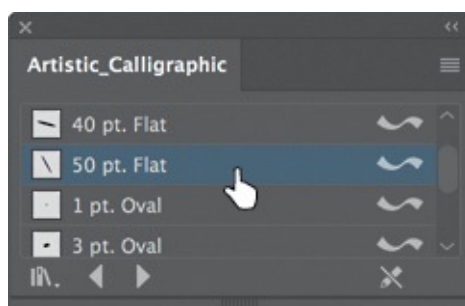 Artistic_Calligraphic
40 pt. Flat
50 pt. Flat
1 pt. Oval
3 pt. Oval